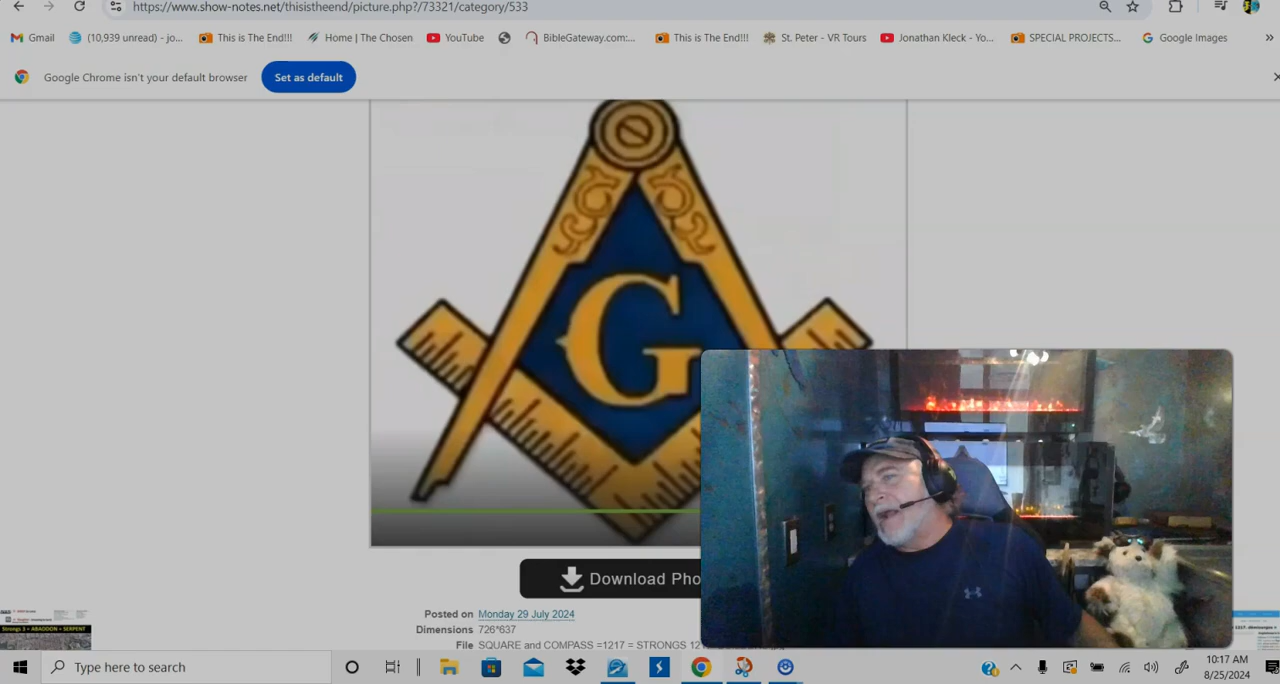 https://www.show-notes.net/thisistheend/picture.php?/73321/category/533
Gmail (10,939 unread) - jo... This is The End!!! Home | The Chosen YouTube BibleGateway.com:... This is The End!!! St. Peter - VR Tours Jonathan Kleck - Yo... SPECIAL PROJECTS... Google Images »
Google Chrome isn't your default browser Set as default
G
Download Pho
Posted on Monday 29 July 2024
Dimensions 726*637
File SQUARE and COMPASS =1217 = STRONGS
Strongs 3 = ABADDON = SERPENT
Type here to search
10:17 AM
8/25/2024